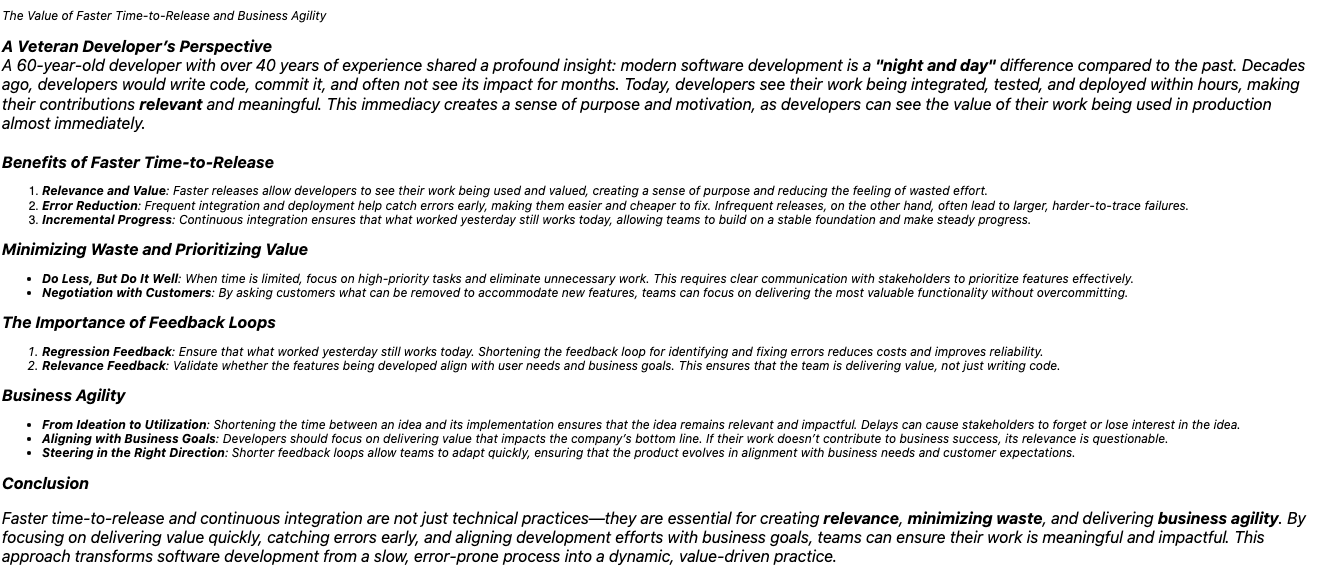 The Value of Faster Time-to-Release and Business Agility
A Veteran Developer's Perspective
A 60-year-old developer with over 40 years of experience shared a profound insight: modern software development is a "night and day" difference compared to the past. Decades
ago, developers would write code, commit it, and often not see its impact for months. Today, developers see their work being integrated, tested, and deployed within hours, making
their contributions relevant and meaningful. This immediacy creates a sense of purpose and motivation, as developers can see the value of their work being used in production
almost immediately.
Benefits of Faster Time-to-Release
1. Relevance and Value: Faster releases allow developers to see their work being used and valued, creating a sense of purpose and reducing the feeling of wasted effort.
2. Error Reduction: Frequent integration and deployment help catch errors early, making them easier and cheaper to fix. Infrequent releases, on the other hand, often lead to larger, harder-to-trace failures.
3. Incremental Progress: Continuous integration ensures that what worked yesterday still works today, allowing teams to build on a stable foundation and make steady progress.
Minimizing Waste and Prioritizing Value
• Do Less, But Do It Well: When time is limited, focus on high-priority tasks and eliminate unnecessary work. This requires clear communication with stakeholders to prioritize features effectively.
• Negotiation with Customers: By asking customers what can be removed to accommodate new features, teams can focus on delivering the most valuable functionality without overcommitting.
The Importance of Feedback Loops
1. Regression Feedback: Ensure that what worked yesterday still works today. Shortening the feedback loop for identifying and fixing errors reduces costs and improves reliability.
2. Relevance Feedback: Validate whether the features being developed align with user needs and business goals. This ensures that the team is delivering value, not just writing code.
Business Agility
• From Ideation to Utilization: Shortening the time between an idea and its implementation ensures that the idea remains relevant and impactful. Delays can cause stakeholders to forget or lose interest in the idea.
• Aligning with Business Goals: Developers should focus on delivering value that impacts the company's bottom line. If their work doesn't contribute to business success, its relevance is questionable.
• Steering in the Right Direction: Shorter feedback loops allow teams to adapt quickly, ensuring that the product evolves in alignment with business needs and customer expectations.
Conclusion
Faster time-to-release and continuous integration are not just technical practices—they are essential for creating relevance, minimizing waste, and delivering business agility. By
focusing on delivering value quickly, catching errors early, and aligning development efforts with business goals, teams can ensure their work is meaningful and impactful. This
approach transforms software development from a slow, error-prone process into a dynamic, value-driven practice.